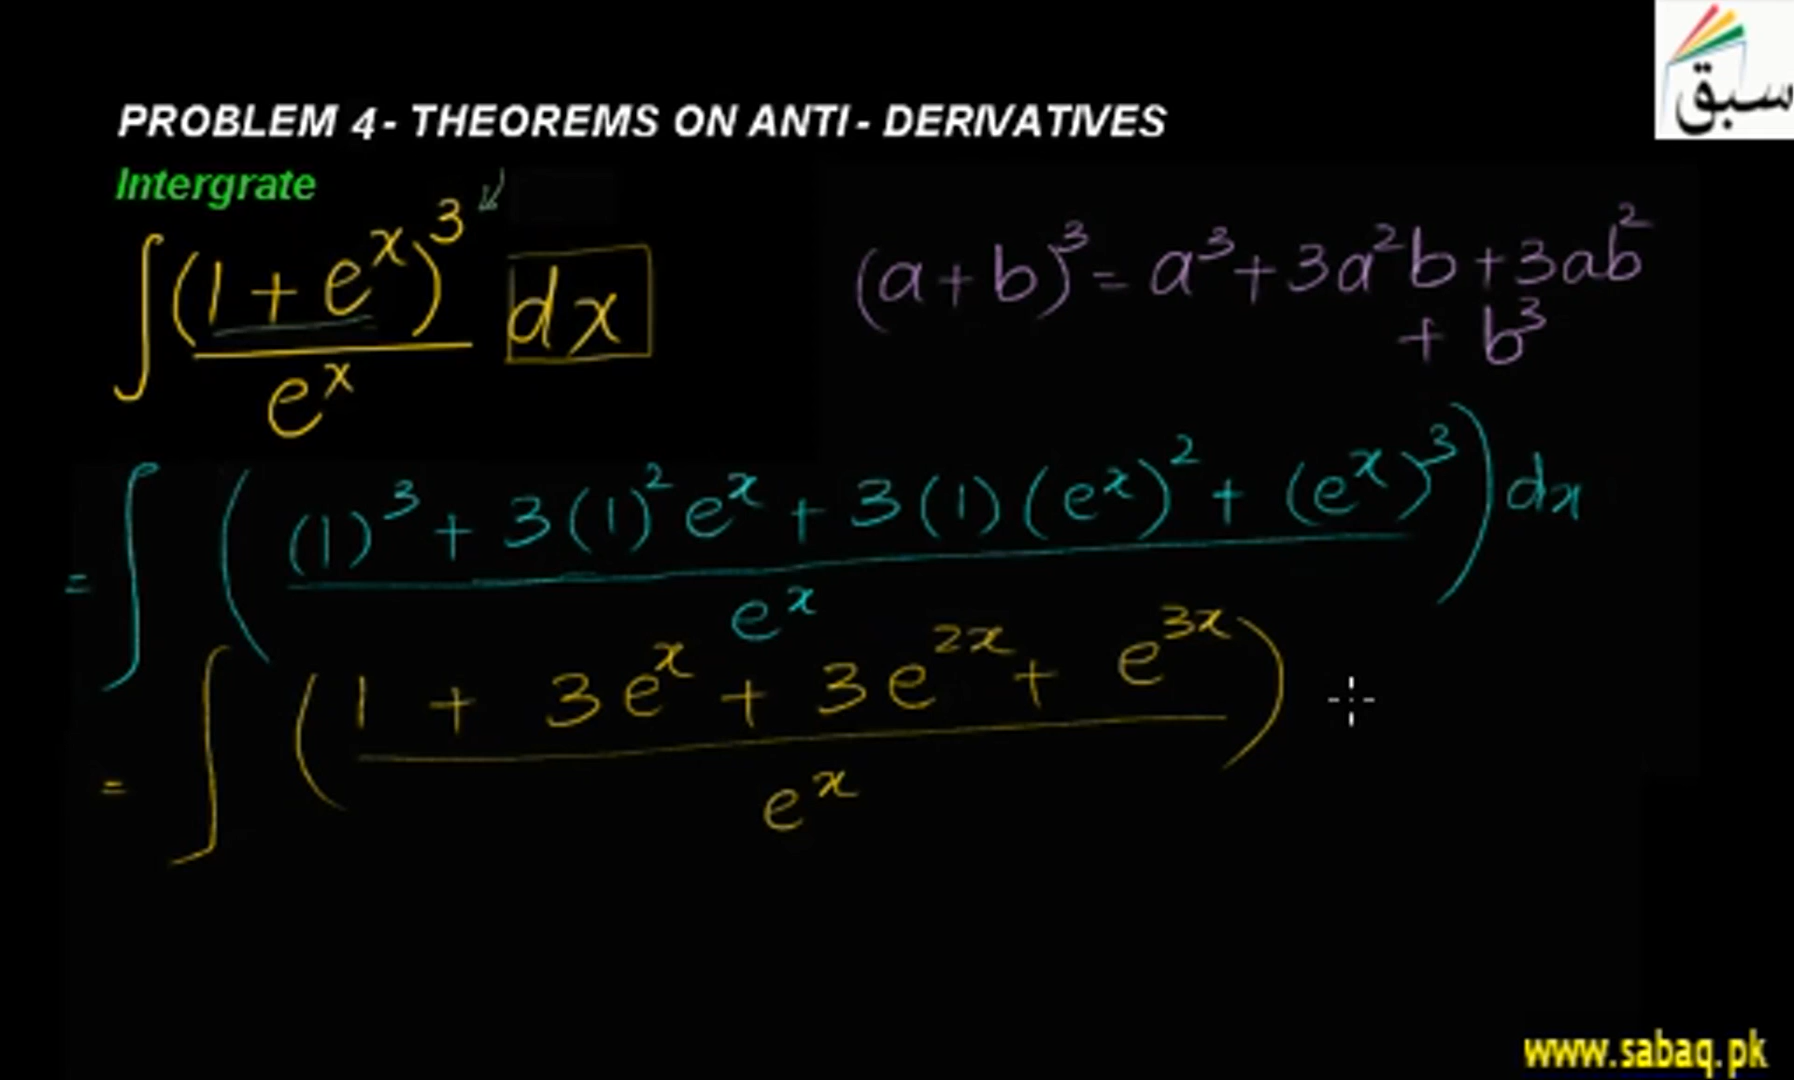 سبق
PROBLEM 4 - THEOREMS ON ANTI - DERIVATIVES
Intergrate
∫ (1 + e^x)^3 / e^x dx
(a + b)^3 = a^3 + 3a^2b + 3ab^2
+ b^3
= ∫ ( (1)^3 + 3(1)^2 e^x + 3(1)(e^x)^2 + (e^x)^3 / e^x ) dx
= ∫ ( 1 + 3e^x + 3e^2x + e^3x / e^x )
www.sabaq.pk